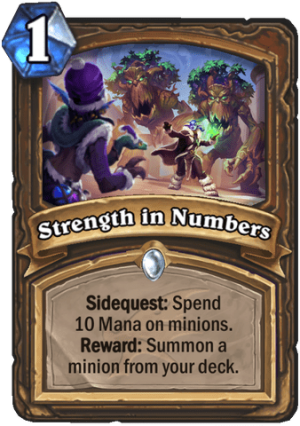 1
Strength in Numbers
Sidequest: Spend
10 Mana on minions.
Reward: Summon a
minion from your deck.